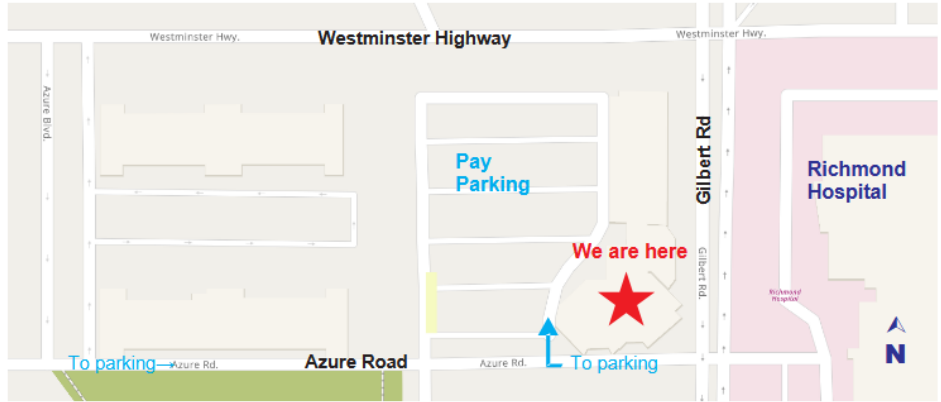 Westminster Hwy.
Westminster Highway
Westminster Hwy.
Azure Blvd.
Gilbert Rd
Pay
Parking
Richmond
Hospital
We are here
Gilbert Rd.
Richmond
Hospital
N
To parking→
Azure Rd.
Azure Road
Azure Rd.
To parking